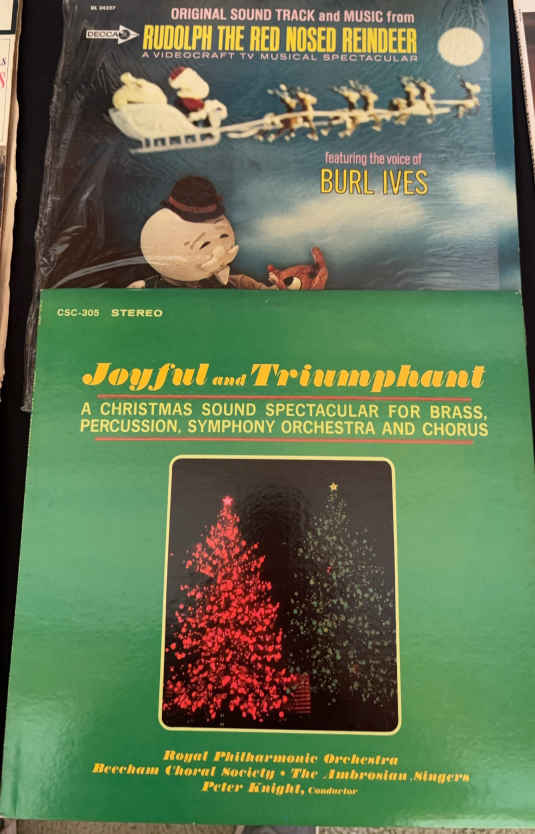 DL 34327
ORIGINAL SOUND TRACK and MUSIC from
DECCA
RUDOLPH THE RED NOSED REINDEER
A VIDEOCRAFT TV MUSICAL SPECTACULAR
featuring the voice of
BURL IVES
CSC-305 STEREO
Joyful and Triumphant
A CHRISTMAS SOUND SPECTACULAR FOR BRASS,
PERCUSSION, SYMPHONY ORCHESTRA AND CHORUS
Royal Philharmonic Orchestra
Beecham Choral Society • The Ambrosian Singers
Peter Knight, Conductor